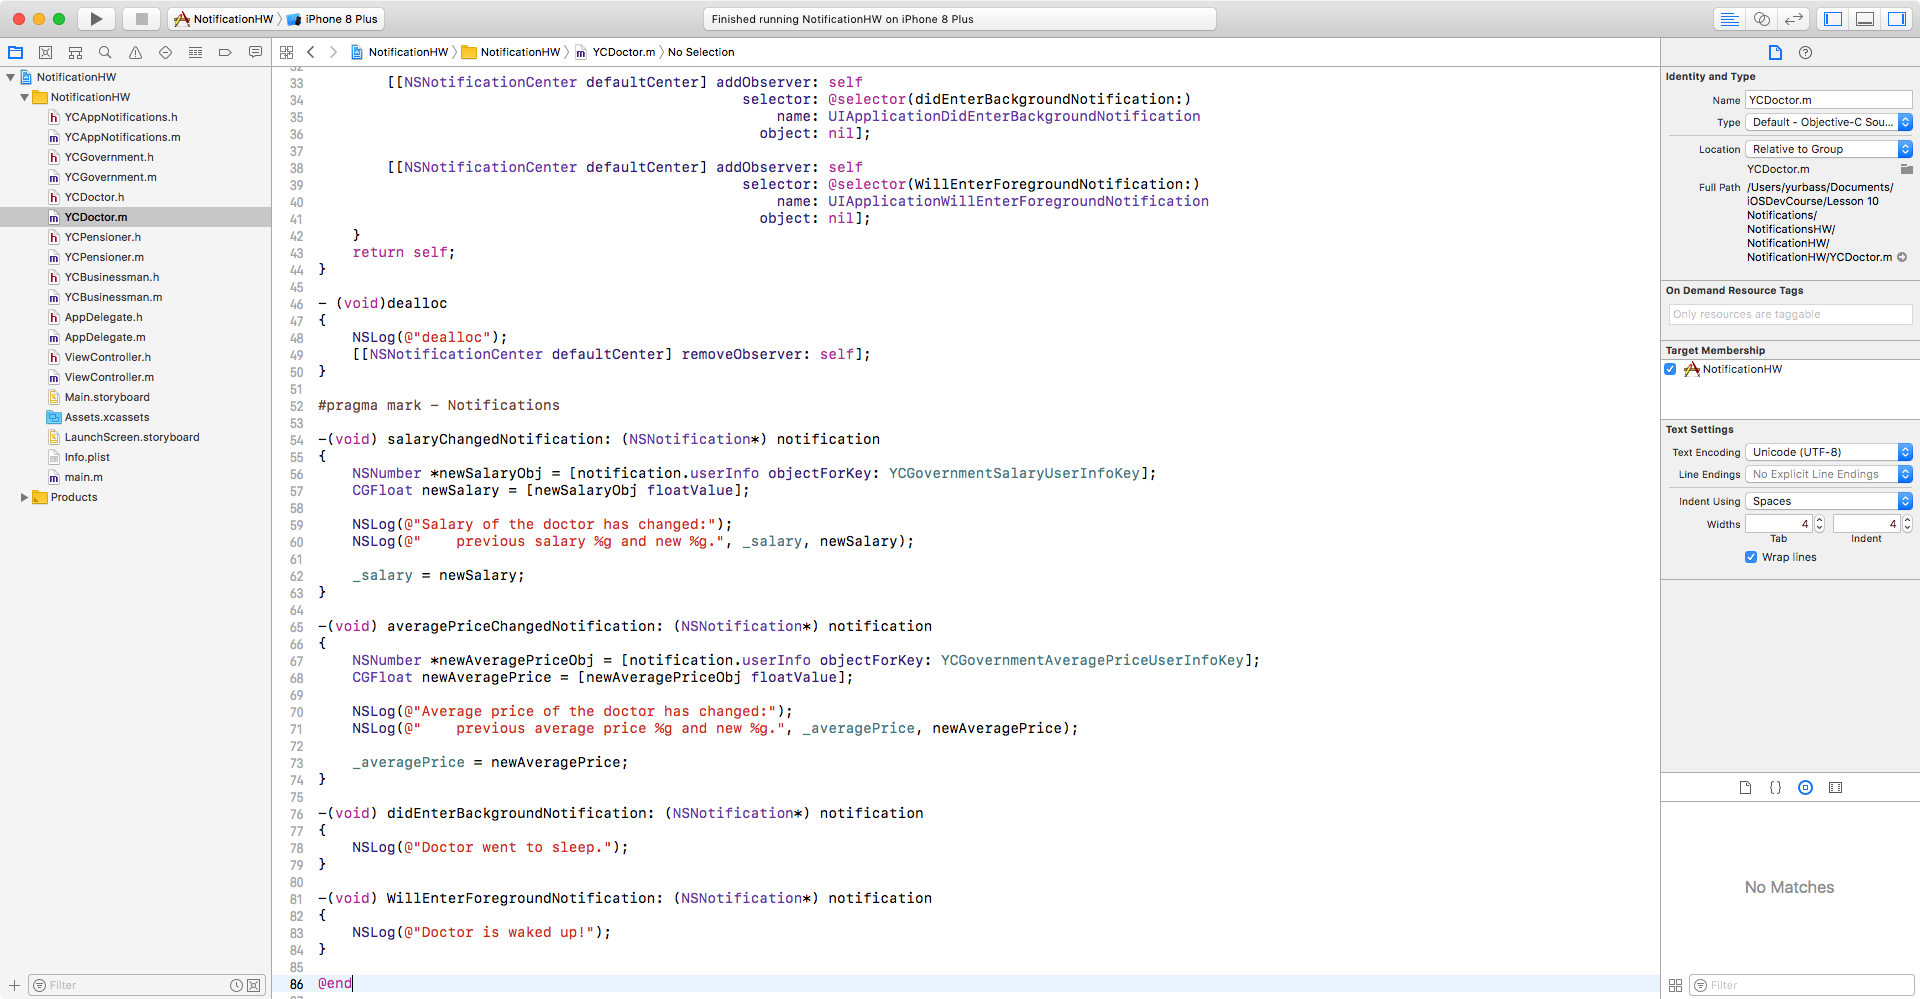 NotificationHW
iPhone 8 Plus
Finished running NotificationHW on iPhone 8 Plus
NotificationHW
NotificationHW
YCDoctor.m
No Selection
NotificationHW
NotificationHW
YCAppNotifications.h
YCAppNotifications.m
YCGovernment.h
YCGovernment.m
YCDoctor.h
YCDoctor.m
YCPensioner.h
YCPensioner.m
YCBusinessman.h
YCBusinessman.m
AppDelegate.h
AppDelegate.m
ViewController.h
ViewController.m
Main.storyboard
Assets.xcassets
LaunchScreen.storyboard
Info.plist
main.m
Products
Filter
32
33 [[NSNotificationCenter defaultCenter] addObserver: self
34 selector: @selector(didEnterBackgroundNotification:)
35 name: UIApplicationDidEnterBackgroundNotification
36 object: nil];
37
38 [[NSNotificationCenter defaultCenter] addObserver: self
39 selector: @selector(WillEnterForegroundNotification:)
40 name: UIApplicationWillEnterForegroundNotification
41 object: nil];
42 }
43 return self;
44 }
45
46 - (void)dealloc
47 {
48 NSLog(@"dealloc");
49 [[NSNotificationCenter defaultCenter] removeObserver: self];
50 }
51
52 #pragma mark - Notifications
53
54 -(void) salaryChangedNotification: (NSNotification*) notification
55 {
56 NSNumber *newSalaryObj = [notification.userInfo objectForKey: YCGovernmentSalaryUserInfoKey];
57 CGFloat newSalary = [newSalaryObj floatValue];
58
59 NSLog(@"Salary of the doctor has changed:");
60 NSLog(@"    previous salary %g and new %g.", _salary, newSalary);
61
62 _salary = newSalary;
63 }
64
65 -(void) averagePriceChangedNotification: (NSNotification*) notification
66 {
67 NSNumber *newAveragePriceObj = [notification.userInfo objectForKey: YCGovernmentAveragePriceUserInfoKey];
68 CGFloat newAveragePrice = [newAveragePriceObj floatValue];
69
70 NSLog(@"Average price of the doctor has changed:");
71 NSLog(@"    previous average price %g and new %g.", _averagePrice, newAveragePrice);
72
73 _averagePrice = newAveragePrice;
74 }
75
76 -(void) didEnterBackgroundNotification: (NSNotification*) notification
77 {
78 NSLog(@"Doctor went to sleep.");
79 }
80
81 -(void) WillEnterForegroundNotification: (NSNotification*) notification
82 {
83 NSLog(@"Doctor is waked up!");
84 }
85
86 @end
Identity and Type
Name YCDoctor.m
Type Default - Objective-C Sou...
Location Relative to Group
YCDoctor.m
Full Path /Users/yurbass/Documents/
iOSDevCourse/Lesson 10
Notifications/
NotificationsHW/
NotificationHW/
NotificationHW/YCDoctor.m
On Demand Resource Tags
Only resources are taggable
Target Membership
NotificationHW
Text Settings
Text Encoding Unicode (UTF-8)
Line Endings No Explicit Line Endings
Indent Using Spaces
Widths 4 4
Tab Indent
Wrap lines
No Matches
Filter